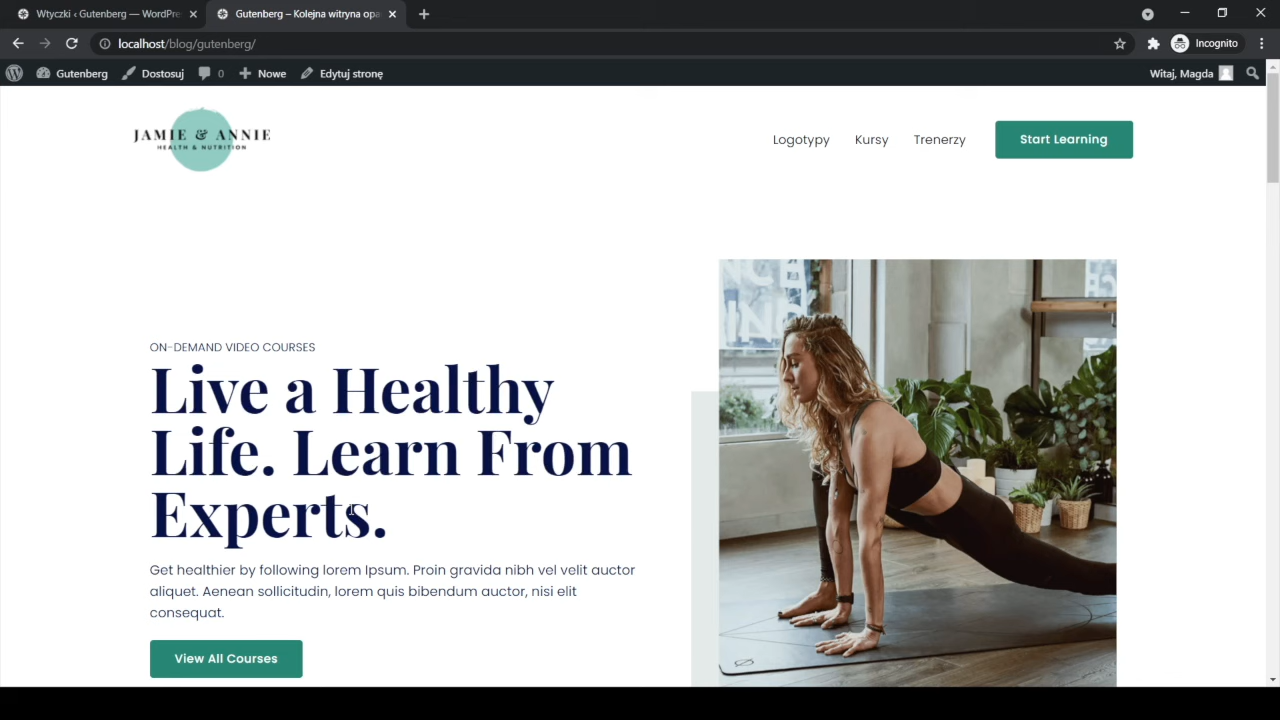 Wtyczki ‹ Gutenberg — WordPre
Gutenberg – Kolejna witryna opa
localhost/blog/gutenberg/
Incognito
Gutenberg
Dostosuj
0
Nowe
Edytuj stronę
Witaj, Magda
JAMIE & ANNIE
HEALTH & NUTRITION
Logotypy
Kursy
Trenerzy
Start Learning
ON-DEMAND VIDEO COURSES
Live a Healthy
Life. Learn From
Experts.
Get healthier by following lorem Ipsum. Proin gravida nibh vel velit auctor
aliquet. Aenean sollicitudin, lorem quis bibendum auctor, nisi elit
consequat.
View All Courses